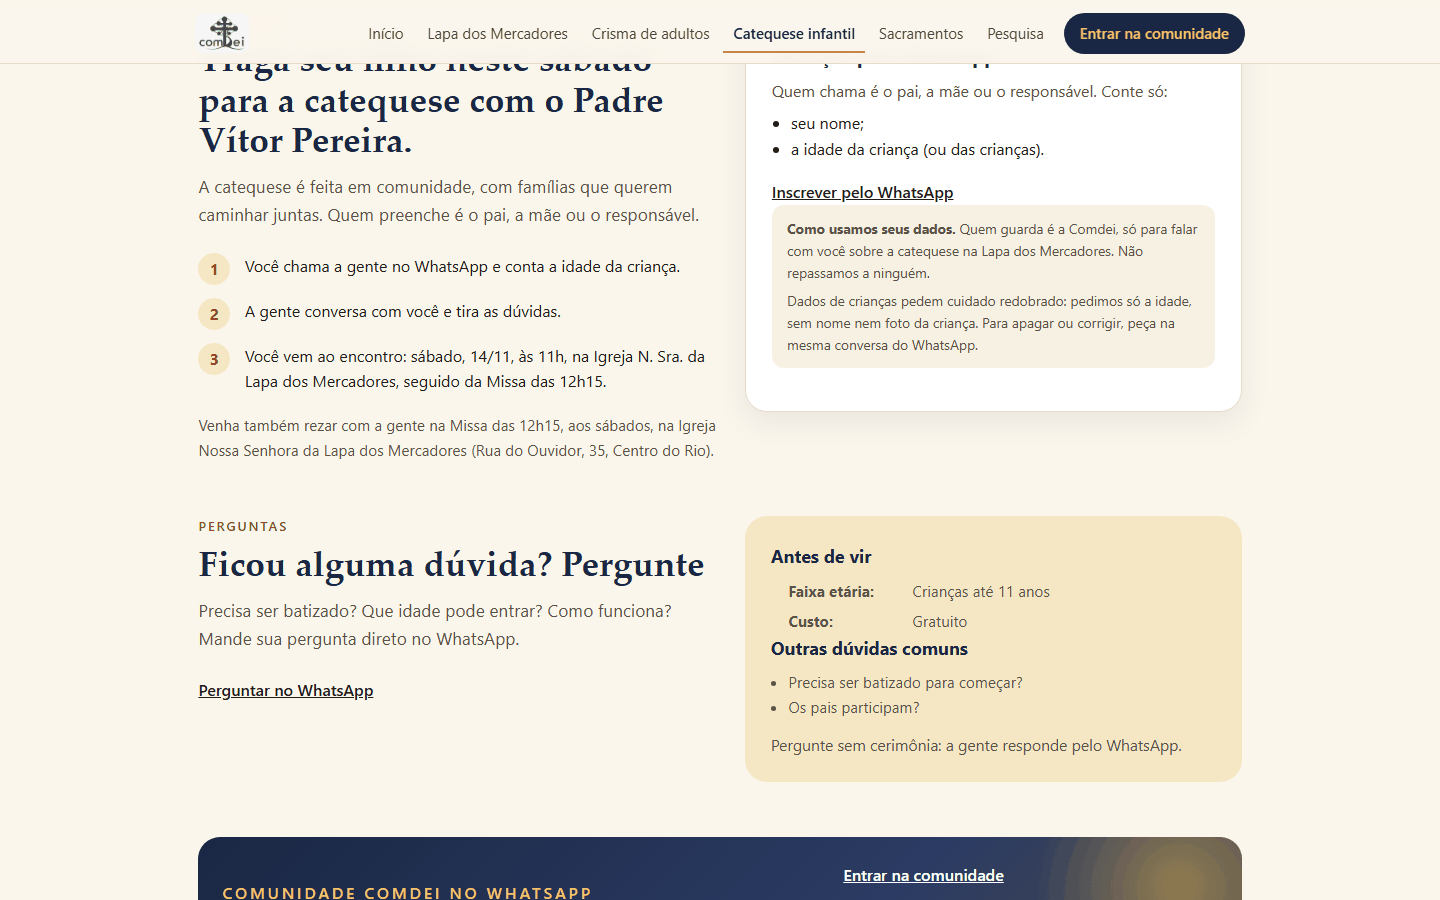 comDei
Início
Lapa dos Mercadores
Crisma de adultos
Catequese infantil
Sacramentos
Pesquisa
Entrar na comunidade
Traga seu filho neste sábado
para a catequese com o Padre
Vítor Pereira.
A catequese é feita em comunidade, com famílias que querem
caminhar juntas. Quem preenche é o pai, a mãe ou o responsável.
1 Você chama a gente no WhatsApp e conta a idade da criança.
2 A gente conversa com você e tira as dúvidas.
3 Você vem ao encontro: sábado, 14/11, às 11h, na Igreja N. Sra. da
Lapa dos Mercadores, seguido da Missa das 12h15.
Venha também rezar com a gente na Missa das 12h15, aos sábados, na Igreja
Nossa Senhora da Lapa dos Mercadores (Rua do Ouvidor, 35, Centro do Rio).
Quem chama é o pai, a mãe ou o responsável. Conte só:
• seu nome;
• a idade da criança (ou das crianças).
Inscrever pelo WhatsApp
Como usamos seus dados. Quem guarda é a Comdei, só para falar
com você sobre a catequese na Lapa dos Mercadores. Não
repassamos a ninguém.
Dados de crianças pedem cuidado redobrado: pedimos só a idade,
sem nome nem foto da criança. Para apagar ou corrigir, peça na
mesma conversa do WhatsApp.
PERGUNTAS
Ficou alguma dúvida? Pergunte
Precisa ser batizado? Que idade pode entrar? Como funciona?
Mande sua pergunta direto no WhatsApp.
Perguntar no WhatsApp
Antes de vir
Faixa etária: Crianças até 11 anos
Custo: Gratuito
Outras dúvidas comuns
• Precisa ser batizado para começar?
• Os pais participam?
Pergunte sem cerimônia: a gente responde pelo WhatsApp.
COMUNIDADE COMDEI NO WHATSAPP
Entrar na comunidade